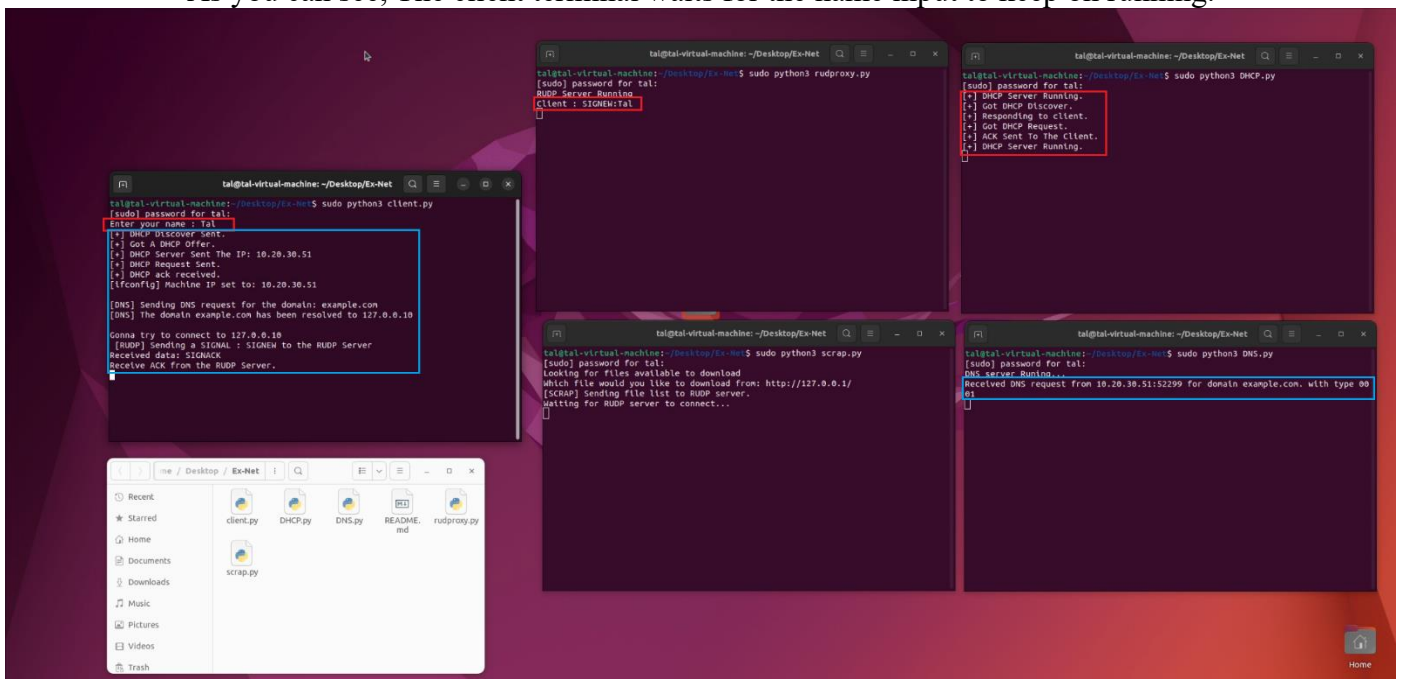 As you can see, The client terminal waits for the name input to keep on running.
tal@tal-virtual-machine: ~/Desktop/Ex-Net
tal@tal-virtual-machine:~/Desktop/Ex-Net$ sudo python3 rudproxy.py
[sudo] password for tal:
RUDP Server Running
Client : SIGNEW:Tal
tal@tal-virtual-machine: ~/Desktop/Ex-Net
tal@tal-virtual-machine:~/Desktop/Ex-Net$ sudo python3 DHCP.py
[sudo] password for tal:
[+] DHCP Server Running.
[+] Got DHCP Discover.
[+] Responding to client.
[+] Got DHCP Request.
[+] ACK Sent To The Client.
[+] DHCP Server Running.
tal@tal-virtual-machine: ~/Desktop/Ex-Net
tal@tal-virtual-machine:~/Desktop/Ex-Net$ sudo python3 client.py
[sudo] password for tal:
Enter your name : Tal
[+] DHCP Discover Sent.
[+] Got A DHCP Offer.
[+] DHCP Server Sent The IP: 10.20.30.51
[+] DHCP Request Sent.
[+] DHCP ack received.
[ifconfig] Machine IP set to: 10.20.30.51
[DNS] Sending DNS request for the domain: example.com
[DNS] The domain example.com has been resolved to 127.0.0.10
Gonna try to connect to 127.0.0.10
[RUDP] Sending a SIGNAL : SIGNEW to the RUDP Server
Received data: SIGNACK
Receive ACK from the RUDP Server.
tal@tal-virtual-machine: ~/Desktop/Ex-Net
tal@tal-virtual-machine:~/Desktop/Ex-Net$ sudo python3 scrap.py
[sudo] password for tal:
Looking for files available to download
Which file would you like to download from: http://127.0.0.1/
[SCRAP] Sending file list to RUDP server.
Waiting for RUDP server to connect...
tal@tal-virtual-machine: ~/Desktop/Ex-Net
tal@tal-virtual-machine:~/Desktop/Ex-Net$ sudo python3 DNS.py
[sudo] password for tal:
DNS server Runing...
Received DNS request from 10.20.30.51:52299 for domain example.com. with type 00
01
me / Desktop / Ex-Net
Recent
Starred
Home
Documents
Downloads
Music
Pictures
Videos
Trash
client.py
DHCP.py
DNS.py
README.
md
rudproxy.py
scrap.py
Home